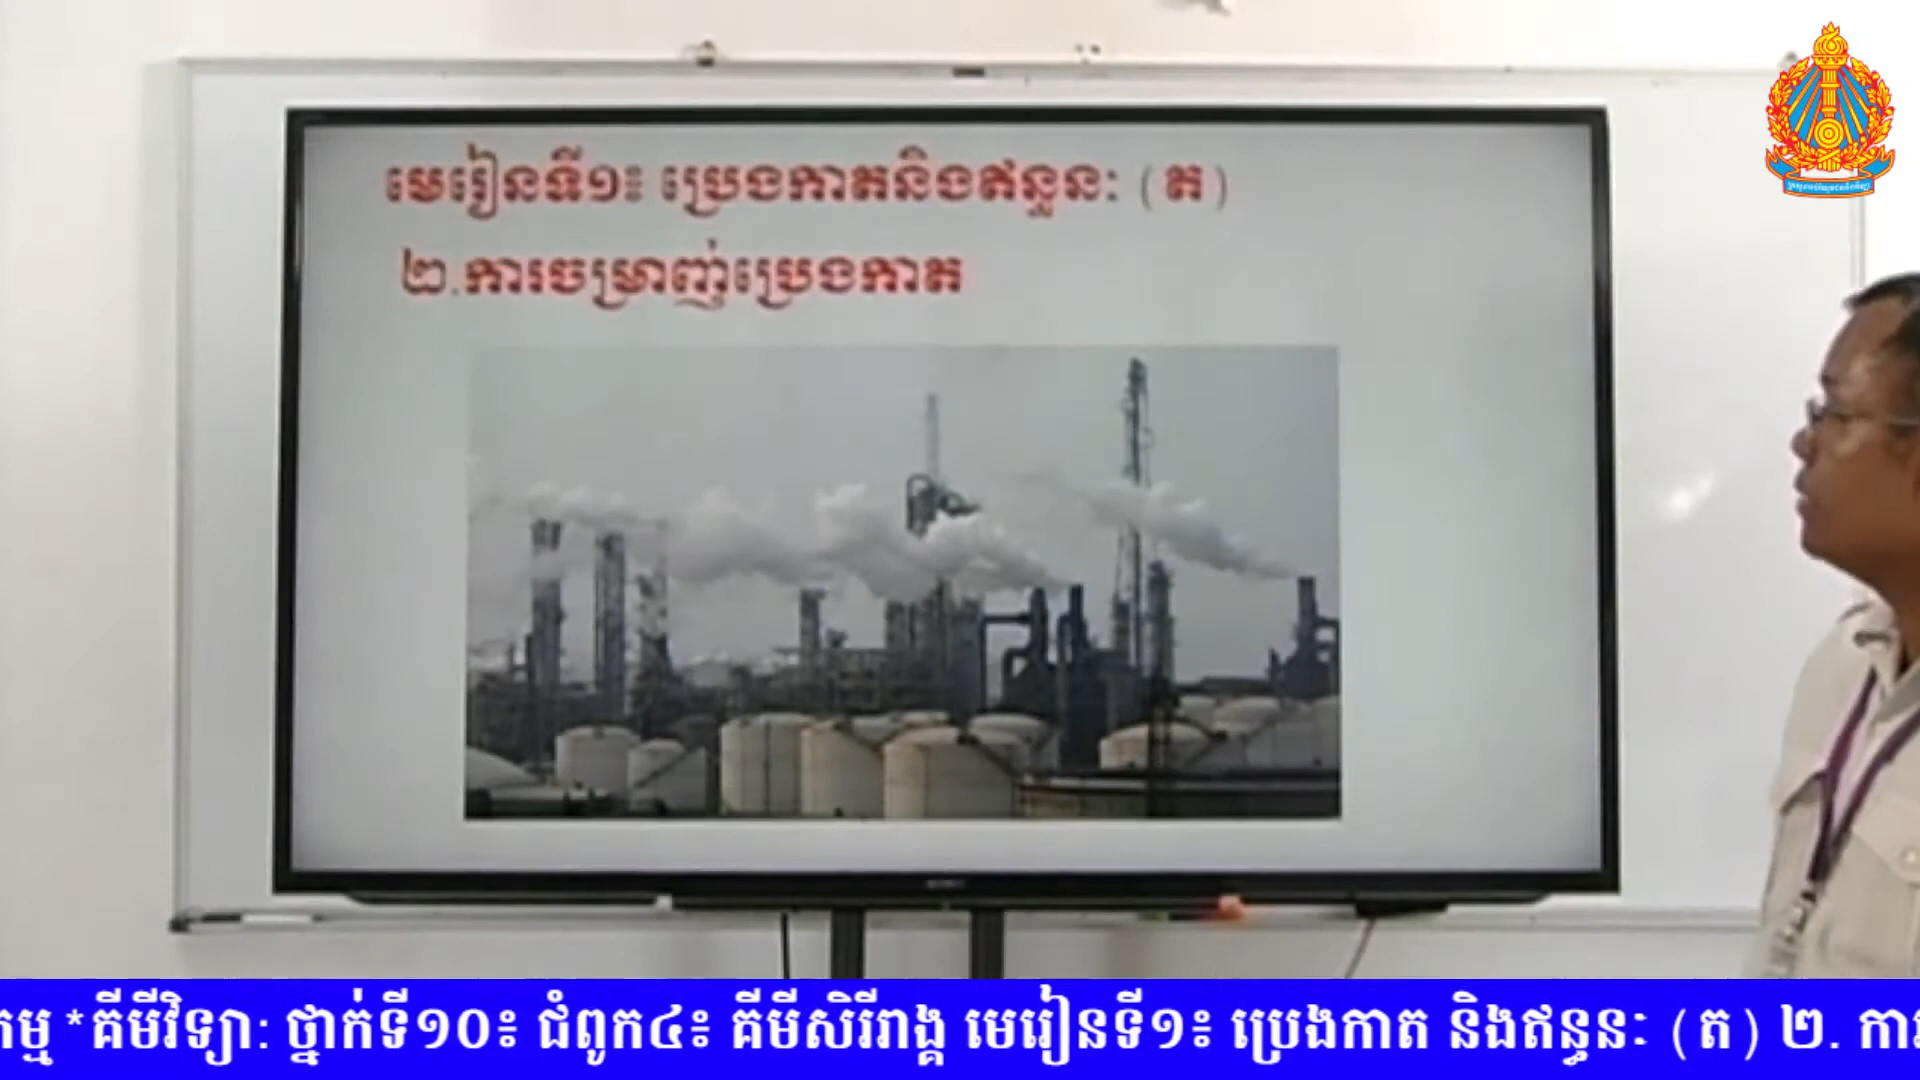 មេរៀនទី១៖ ប្រេងកាតនិងឥន្ធនៈ (ត)
២.ការចម្រាញ់ប្រេងកាត
កម្ម *គីមីវិទ្យា: ថ្នាក់ទី១០៖ ជំពូក៤៖ គីមីសិរីរាង្គ មេរៀនទី១៖ ប្រេងកាត និងឥន្ធនៈ (ត) ២. ការ